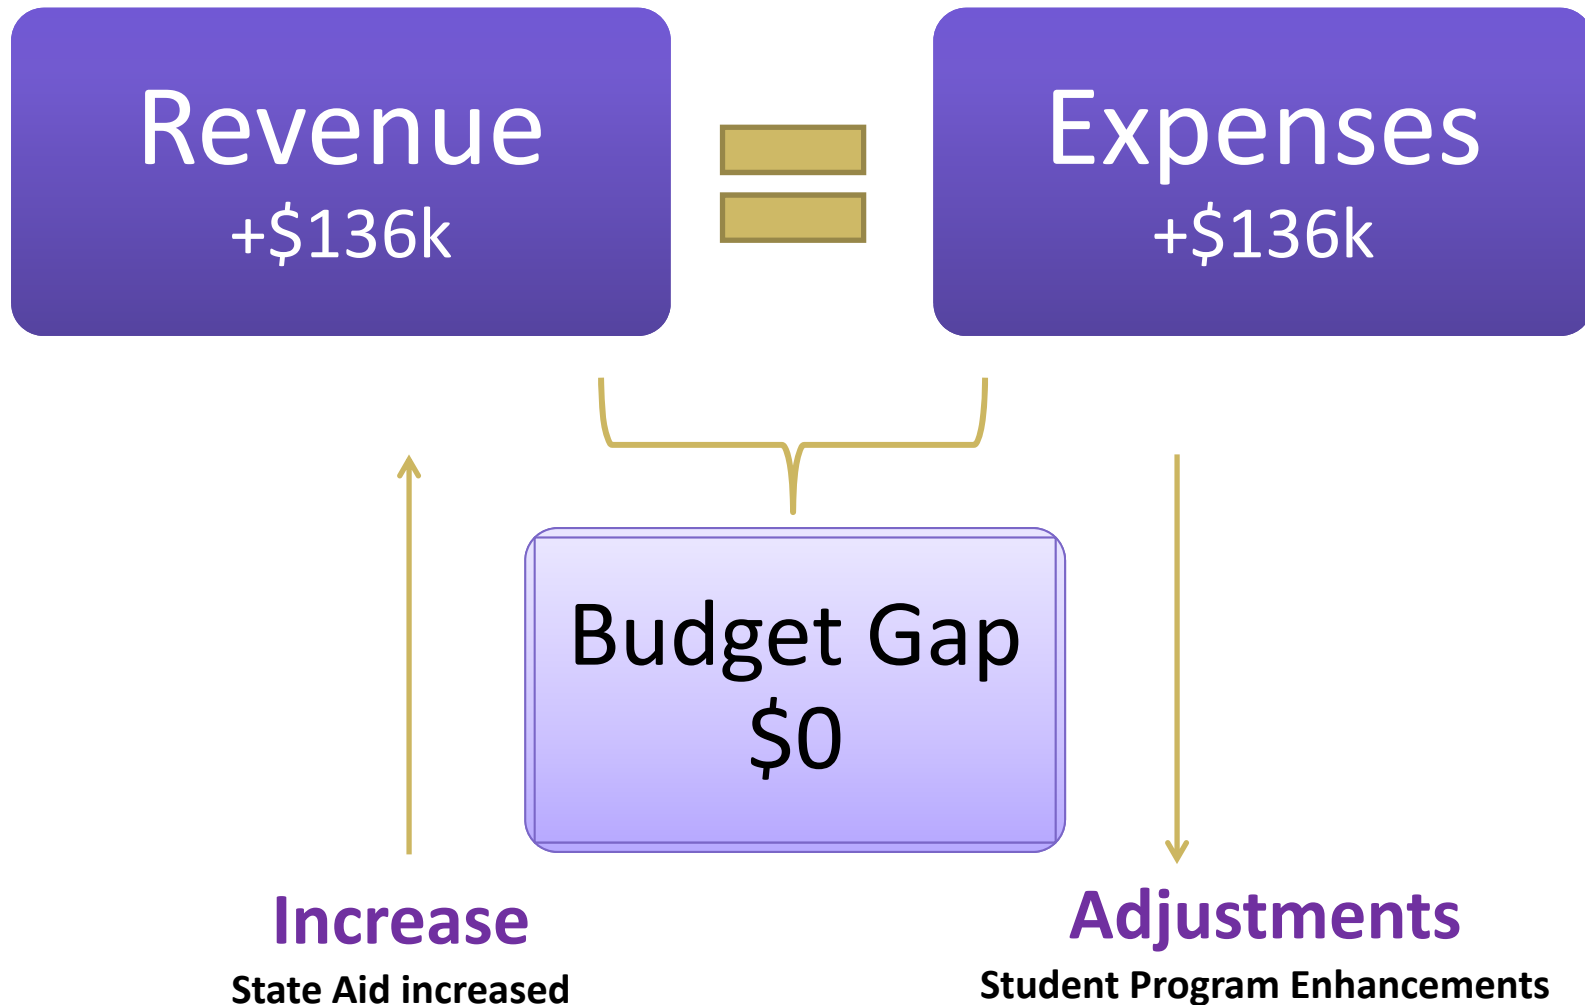 Revenue
+$136k
Expenses
+$136k
Budget Gap
$0
Increase
State Aid increased
Adjustments
Student Program Enhancements